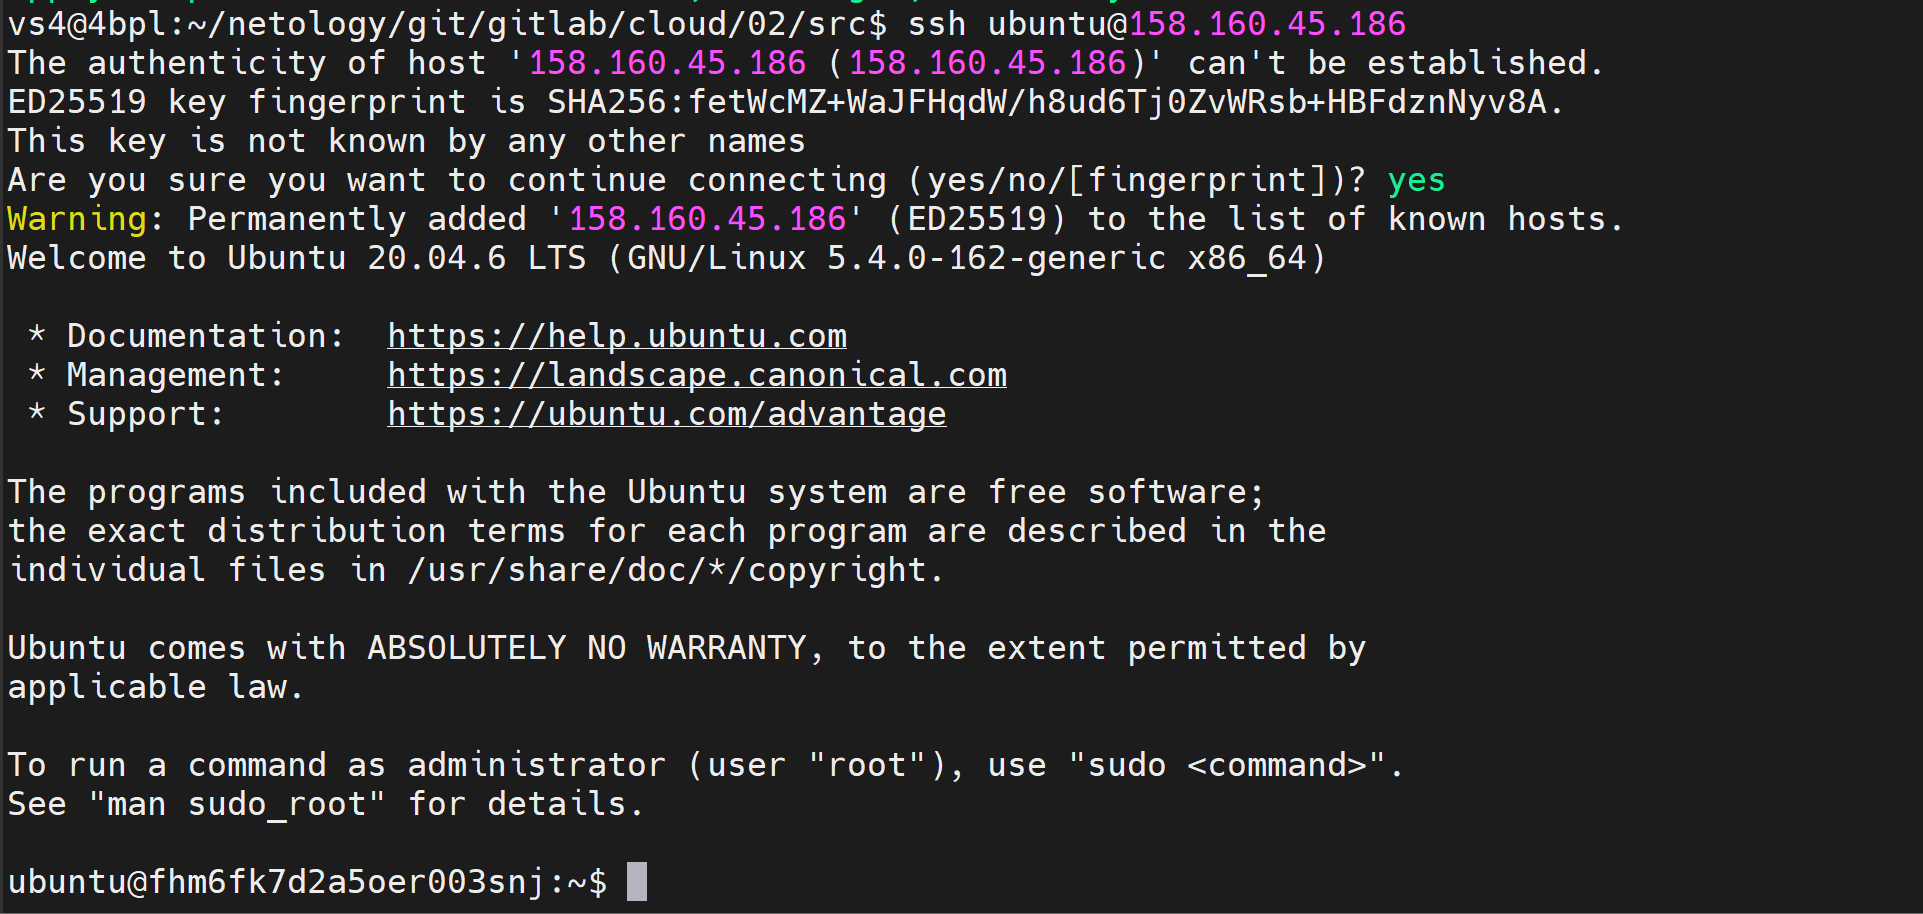 vs4@4bpl:~/netology/git/gitlab/cloud/02/src$ ssh ubuntu@158.160.45.186
The authenticity of host '158.160.45.186 (158.160.45.186)' can't be established.
ED25519 key fingerprint is SHA256:fetWcMZ+WaJFHqdW/h8ud6Tj0ZvWRsb+HBFdznNyv8A.
This key is not known by any other names
Are you sure you want to continue connecting (yes/no/[fingerprint])? yes
Warning: Permanently added '158.160.45.186' (ED25519) to the list of known hosts.
Welcome to Ubuntu 20.04.6 LTS (GNU/Linux 5.4.0-162-generic x86_64)
* Documentation:  https://help.ubuntu.com
* Management:     https://landscape.canonical.com
* Support:        https://ubuntu.com/advantage
The programs included with the Ubuntu system are free software;
the exact distribution terms for each program are described in the
individual files in /usr/share/doc/*/copyright.
Ubuntu comes with ABSOLUTELY NO WARRANTY, to the extent permitted by
applicable law.
To run a command as administrator (user "root"), use "sudo <command>".
See "man sudo_root" for details.
ubuntu@fhm6fk7d2a5oer003snj:~$